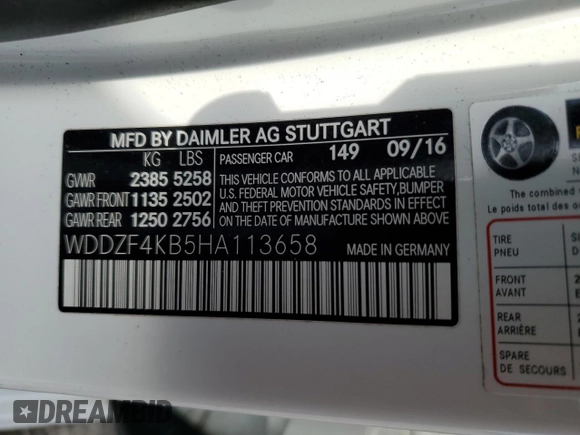 MFD BY DAIMLER AG STUTTGART
KG LBS PASSENGER CAR 149 09/16
GVWR 2385 5258
GAWR FRONT 1135 2502
GAWR REAR 1250 2756
THIS VEHICLE CONFORMS TO ALL APPLICABLE
U.S. FEDERAL MOTOR VEHICLE SAFETY,BUMPER
AND THEFT PREVENTION STANDARDS IN
EFFECT ON THE DATE OF MANUFACTURE
SHOWN ABOVE.
WDDZF4KB5HA113658
MADE IN GERMANY
The combined
Le poids total des
TIRE
PNEU
FRONT
AVANT
REAR
ARRIÈRE
SPARE
DE SECOURS
DREAMBID